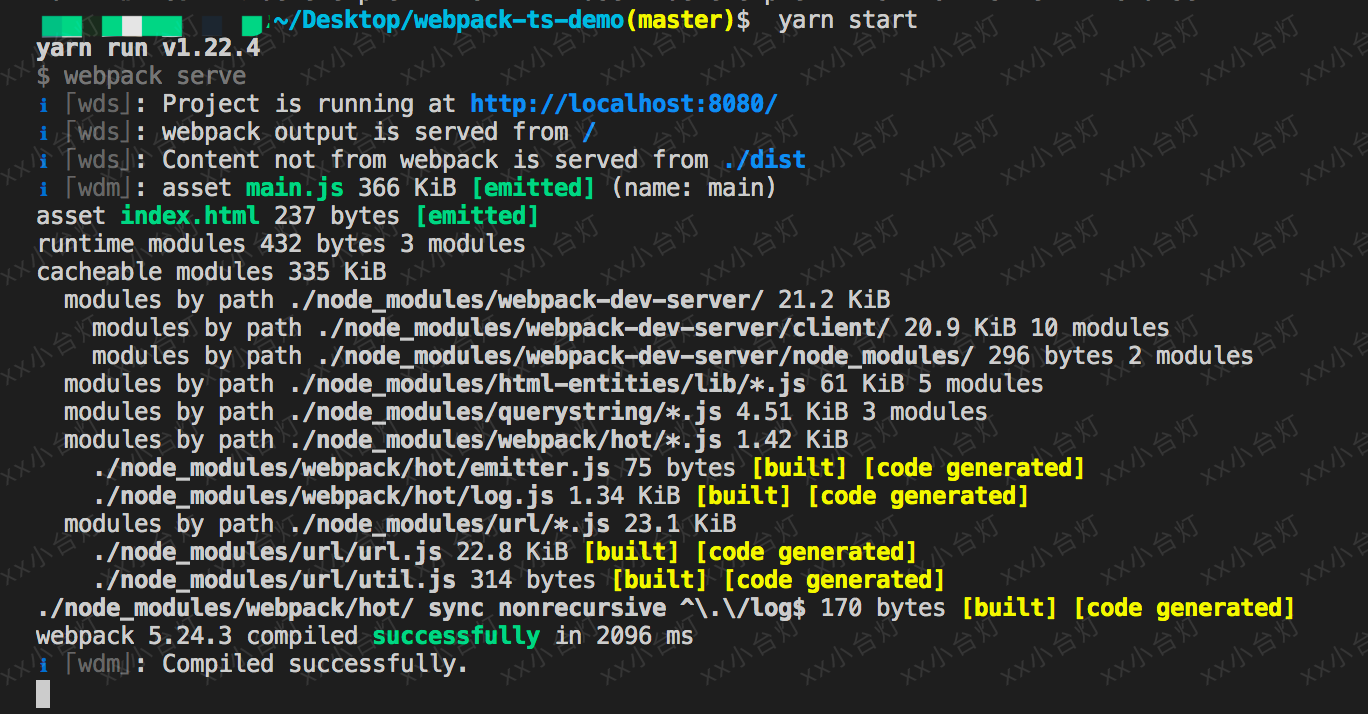 ~/Desktop/webpack-ts-demo(master)$ yarn start
yarn run v1.22.4
$ webpack serve
ℹ ｢wds｣: Project is running at http://localhost:8080/
ℹ ｢wds｣: webpack output is served from /
ℹ ｢wds｣: Content not from webpack is served from ./dist
ℹ ｢wdm｣: asset main.js 366 KiB [emitted] (name: main)
asset index.html 237 bytes [emitted]
runtime modules 432 bytes 3 modules
cacheable modules 335 KiB
  modules by path ./node_modules/webpack-dev-server/ 21.2 KiB
    modules by path ./node_modules/webpack-dev-server/client/ 20.9 KiB 10 modules
    modules by path ./node_modules/webpack-dev-server/node_modules/ 296 bytes 2 modules
  modules by path ./node_modules/html-entities/lib/*.js 61 KiB 5 modules
  modules by path ./node_modules/querystring/*.js 4.51 KiB 3 modules
  modules by path ./node_modules/webpack/hot/*.js 1.42 KiB
    ./node_modules/webpack/hot/emitter.js 75 bytes [built] [code generated]
    ./node_modules/webpack/hot/log.js 1.34 KiB [built] [code generated]
  modules by path ./node_modules/url/*.js 23.1 KiB
    ./node_modules/url/url.js 22.8 KiB [built] [code generated]
    ./node_modules/url/util.js 314 bytes [built] [code generated]
./node_modules/webpack/hot/ sync nonrecursive ^\.\/log$ 170 bytes [built] [code generated]
webpack 5.24.3 compiled successfully in 2096 ms
ℹ ｢wdm｣: Compiled successfully.
xx小台灯